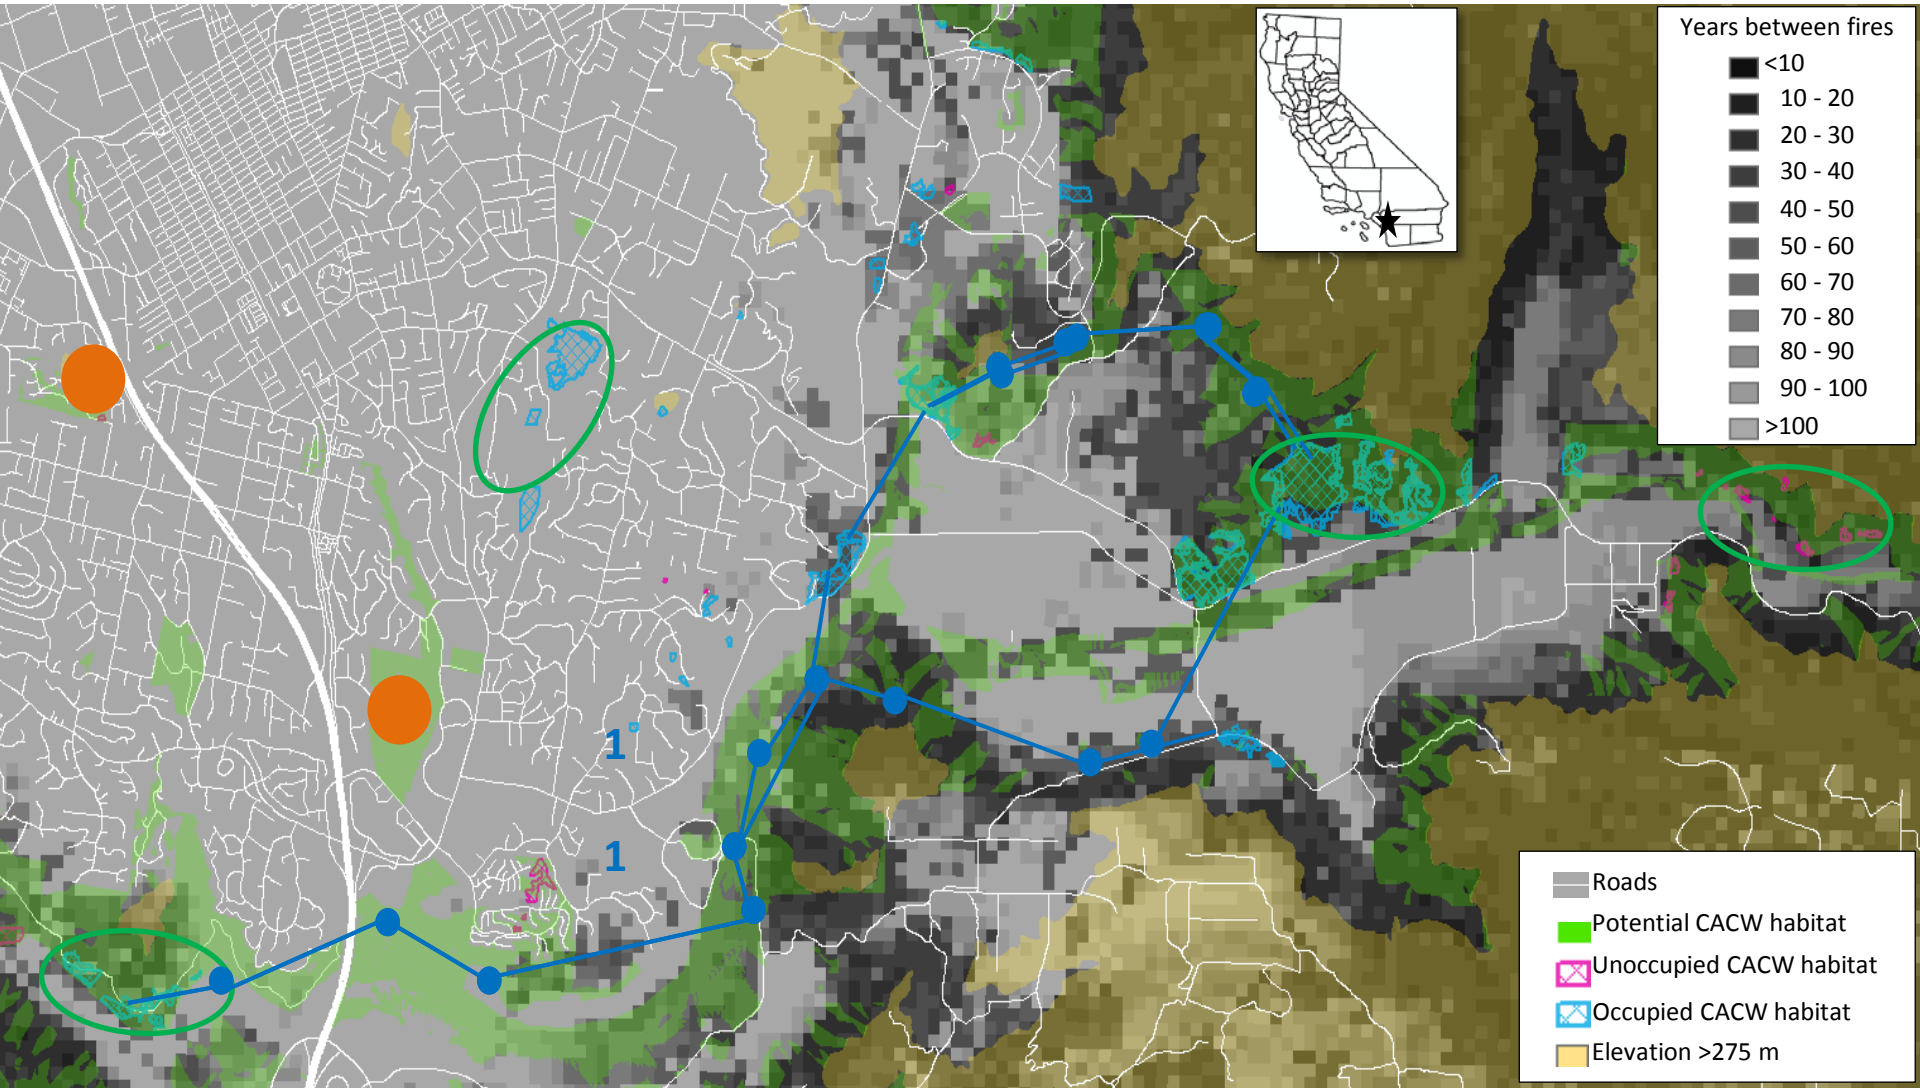 Years between fires
<10
10 - 20
20 - 30
30 - 40
40 - 50
50 - 60
60 - 70
70 - 80
80 - 90
90 - 100
>100
1
1
Roads
Potential CACW habitat
Unoccupied CACW habitat
Occupied CACW habitat
Elevation >275 m